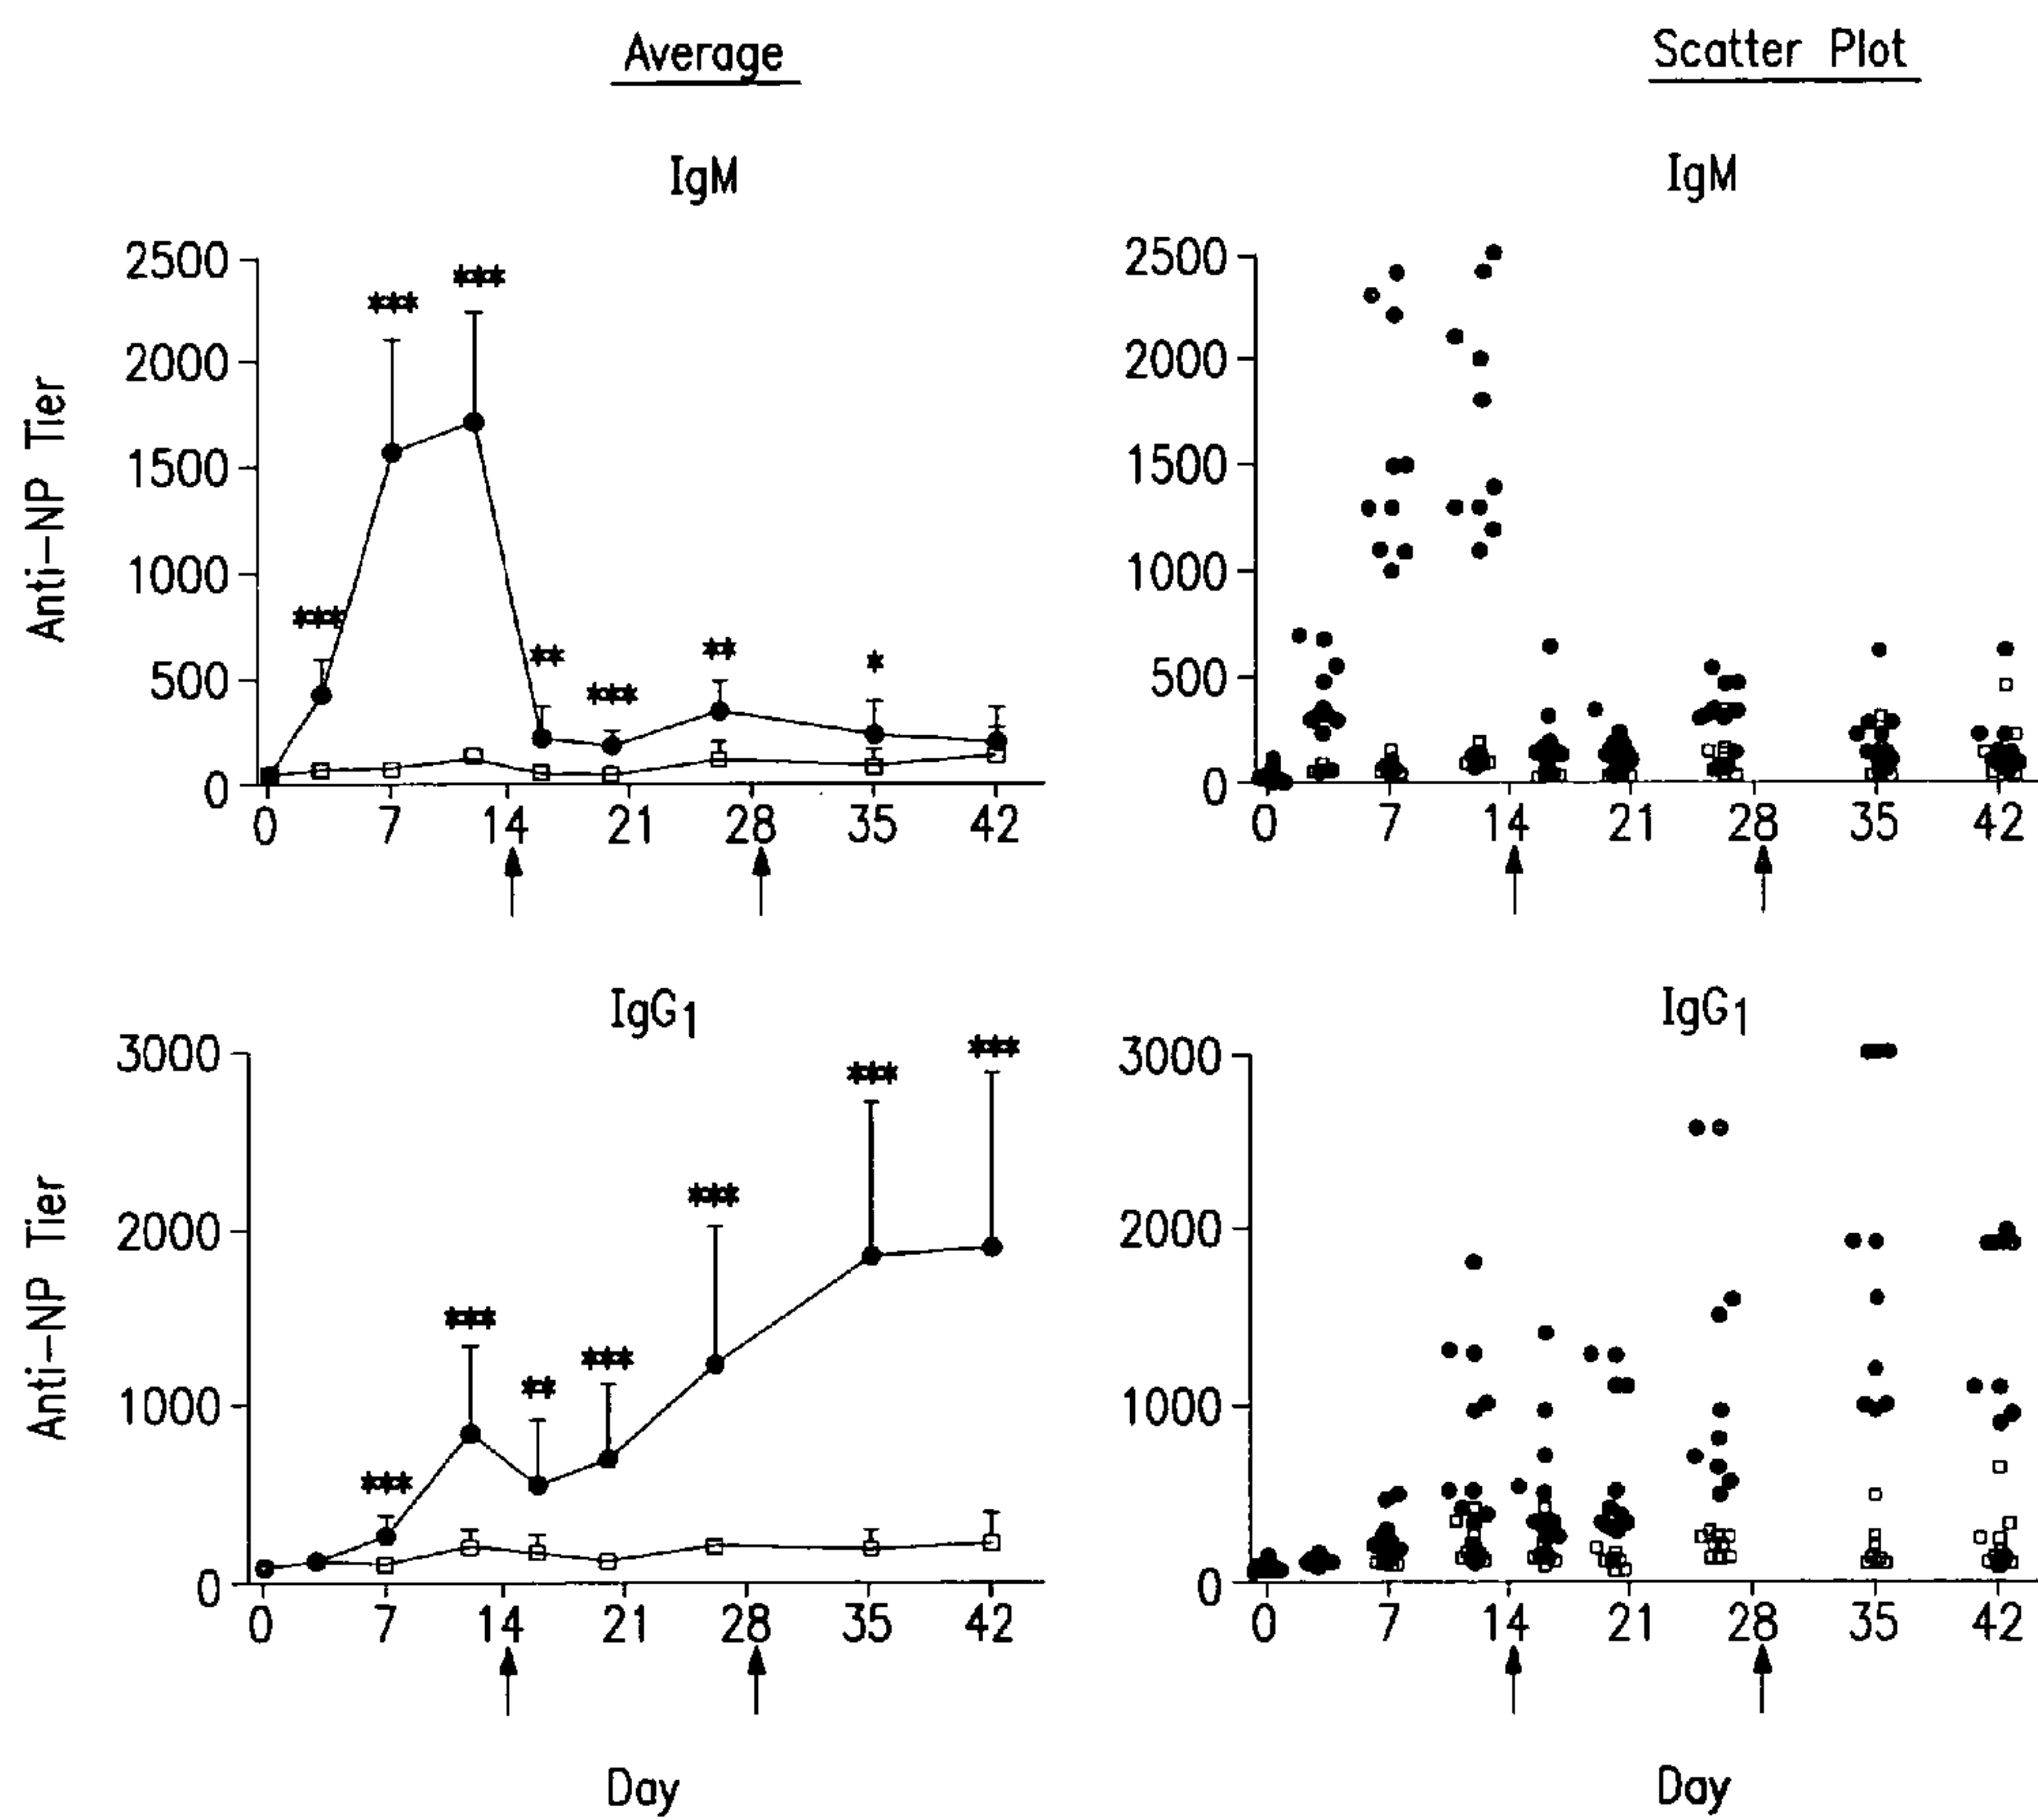 Average
Scatter Plot
IgM
IgM
2500
2000
1500
1000
500
0
Anti-NP Tier
***
***
***
**
***
**
*
0 7 14 21 28 35 42
2500
2000
1500
1000
500
0
0 7 14 21 28 35 42
IgG1
IgG1
3000
2000
1000
0
Anti-NP Tier
***
***
**
***
***
***
***
0 7 14 21 28 35 42
3000
2000
1000
0
0 7 14 21 28 35 42
Day
Day